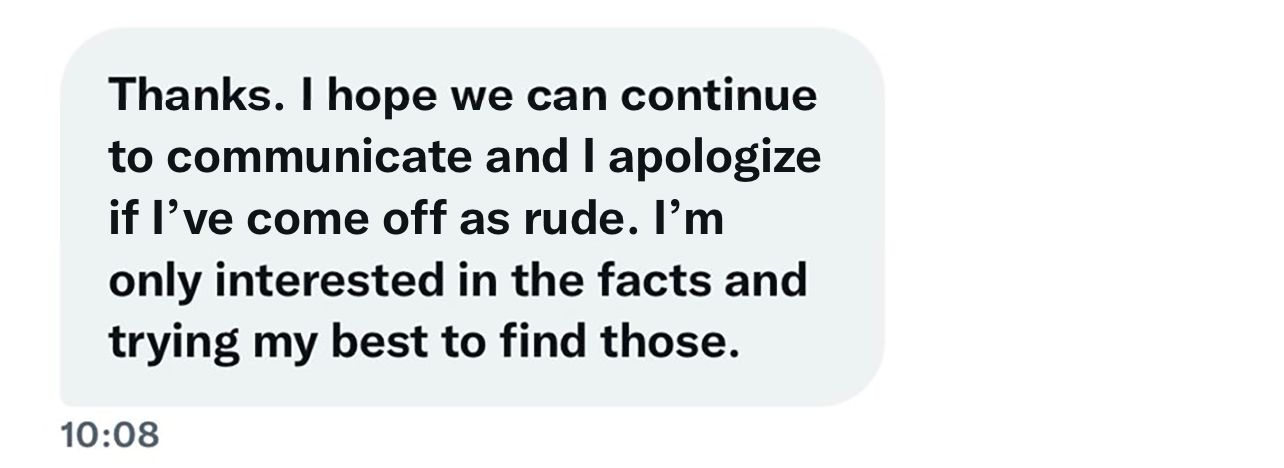 Thanks. I hope we can continue
to communicate and I apologize
if I’ve come off as rude. I’m
only interested in the facts and
trying my best to find those.
10:08